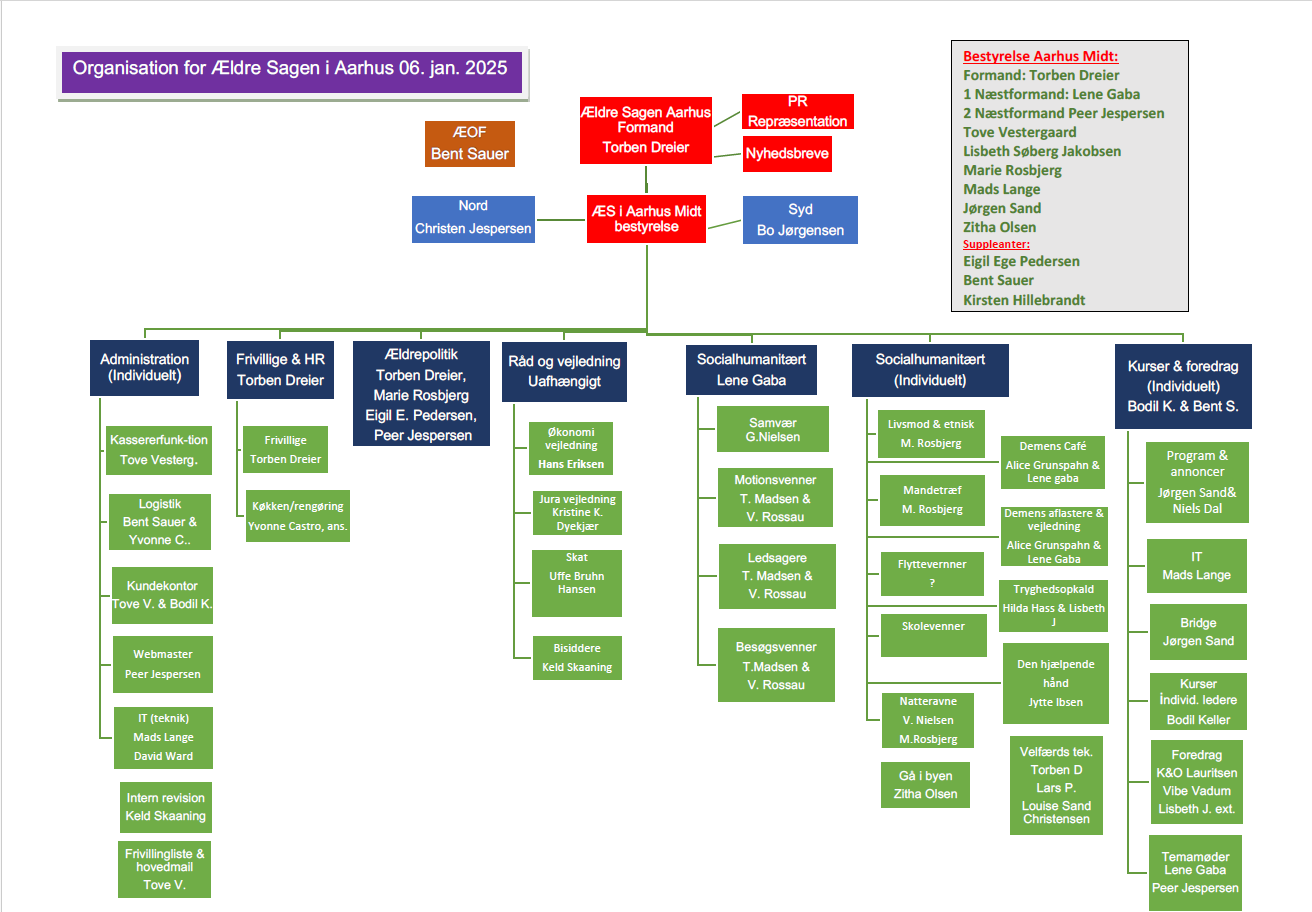 Organisation for Ældre Sagen i Aarhus 06. jan. 2025
Bestyrelse Aarhus Midt:
Formand: Torben Dreier
1 Næstformand: Lene Gaba
2 Næstformand Peer Jespersen
Tove Vestergaard
Lisbeth Søberg Jakobsen
Marie Rosbjerg
Mads Lange
Jørgen Sand
Zitha Olsen
Suppleanter:
Eigil Ege Pedersen
Bent Sauer
Kirsten Hillebrandt
Ældre Sagen Aarhus
Formand
Torben Dreier
PR
Repræsentation
Nyhedsbreve
ÆOF
Bent Sauer
Nord
Christen Jespersen
ÆS i Aarhus Midt
bestyrelse
Syd
Bo Jørgensen
Administration
(Individuelt)
Kassererfunk-tion
Tove Vesterg.
Logistik
Bent Sauer &
Yvonne C..
Kundekontor
Tove V. & Bodil K.
Webmaster
Peer Jespersen
IT (teknik)
Mads Lange
David Ward
Intern revision
Keld Skaaning
Frivillingliste &
hovedmail
Tove V.
Frivillige & HR
Torben Dreier
Frivillige
Torben Dreier
Køkken/rengøring
Yvonne Castro, ans.
Ældrepolitik
Torben Dreier,
Marie Rosbjerg
Eigil E. Pedersen,
Peer Jespersen
Råd og vejledning
Uafhængigt
Økonomi
vejledning
Hans Eriksen
Jura vejledning
Kristine K.
Dyekjær
Skat
Uffe Bruhn
Hansen
Bisiddere
Keld Skaaning
Socialhumanitært
Lene Gaba
Samvær
G.Nielsen
Motionsvenner
T. Madsen &
V. Rossau
Ledsagere
T. Madsen &
V. Rossau
Besøgsvenner
T.Madsen &
V. Rossau
Socialhumanitært
(Individuelt)
Livsmod & etnisk
M. Rosbjerg
Mandetræf
M. Rosbjerg
Flyttevernner
?
Skolevenner
Natteravne
V. Nielsen
M.Rosbjerg
Gå i byen
Zitha Olsen
Demens Café
Alice Grunspahn &
Lene gaba
Demens aflastere &
vejledning
Alice Grunspahn &
Lene Gaba
Tryghedsopkald
Hilda Hass & Lisbeth
J
Den hjælpende
hånd
Jytte Ibsen
Velfærds tek.
Torben D
Lars P.
Louise Sand
Christensen
Kurser & foredrag
(Individuelt)
Bodil K. & Bent S.
Program &
annoncer
Jørgen Sand&
Niels Dal
IT
Mads Lange
Bridge
Jørgen Sand
Kurser
İndivid. ledere
Bodil Keller
Foredrag
K&O Lauritsen
Vibe Vadum
Lisbeth J. ext.
Temamøder
Lene Gaba
Peer Jespersen